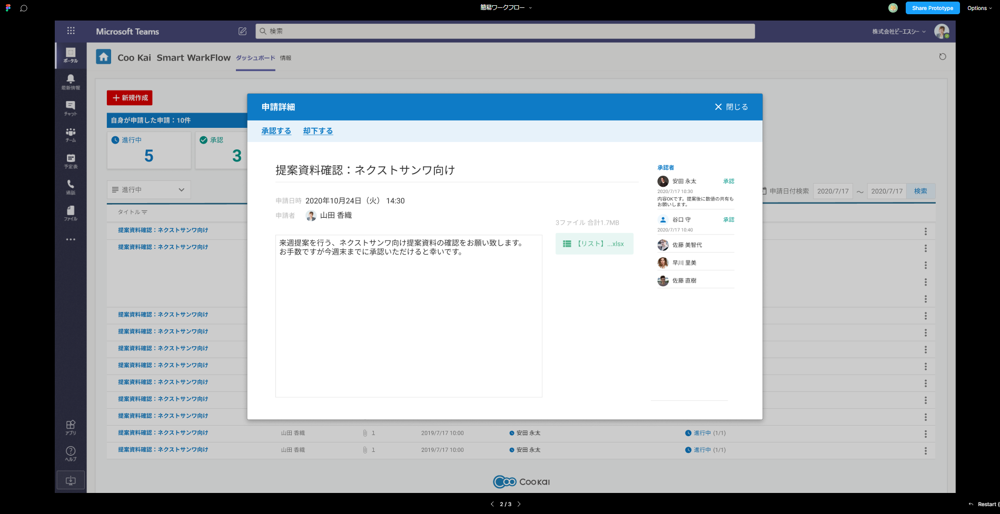 簡易ワークフロー
Share Prototype
Options
Microsoft Teams
検索
株式会社ビーエスシー
ポータル
最新情報
チャット
チーム
予定表
通話
ファイル
アプリ
ヘルプ
Coo Kai Smart WarkFlow
ダッシュボード
情報
新規作成
自身が申請した申請:10件
進行中
5
承認
3
進行中
申請日付検索
2020/7/17
～
2020/7/17
検索
タイトル
提案資料確認:ネクストサンワ向け
提案資料確認:ネクストサンワ向け
提案資料確認:ネクストサンワ向け
提案資料確認:ネクストサンワ向け
提案資料確認:ネクストサンワ向け
提案資料確認:ネクストサンワ向け
提案資料確認:ネクストサンワ向け
提案資料確認:ネクストサンワ向け
提案資料確認:ネクストサンワ向け
提案資料確認:ネクストサンワ向け 山田 香織 1 2019/7/17 10:00 安田 永太 進行中 (1/1)
提案資料確認:ネクストサンワ向け 山田 香織 1 2019/7/17 10:00 安田 永太 進行中 (1/1)
申請詳細
閉じる
承認する
却下する
提案資料確認:ネクストサンワ向け
申請日時 2020年10月24日（火） 14:30
申請者 山田 香織
来週提案を行う、ネクストサンワ向け提案資料の確認をお願い致します。
お手数ですが今週末までに承認いただけると幸いです。
3ファイル 合計1.7MB
【リスト】...xlsx
承認者
安田 永太 承認
2020/7/17 10:30
内容OKです。提案後に数値の共有も
お願いします。
谷口 守 承認
2020/7/17 10:40
佐藤 美智代
早川 里美
佐藤 直樹
Coo Kai
2 / 3
Restart (